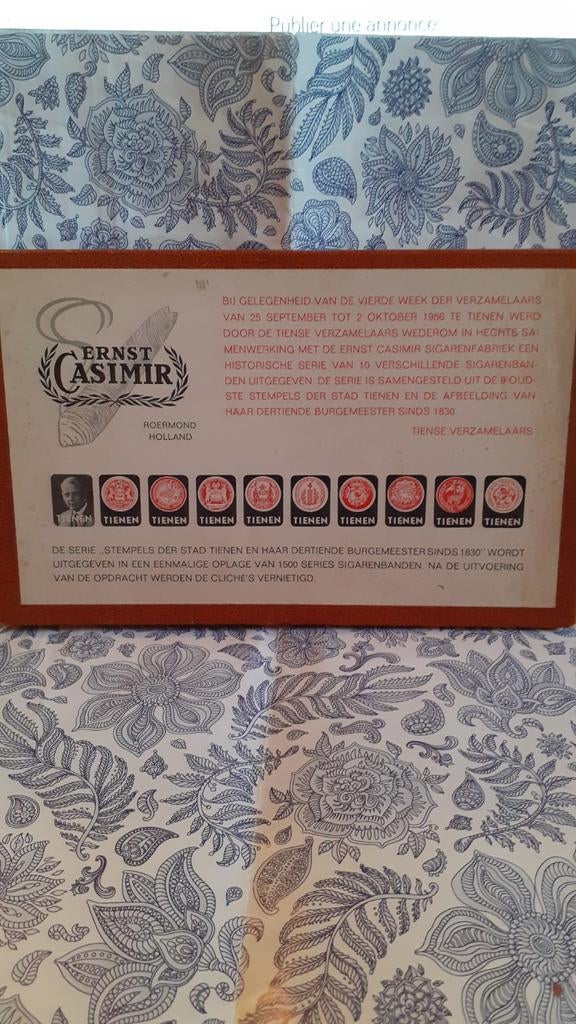 Publier une annonce
ERNST
CASIMIR
ROERMOND
HOLLAND
BIJ GELEGENHEID VAN DE VIERDE WEEK DER VERZAMELAARS
VAN 25 SEPTEMBER TOT 2 OKTOBER 1966 TE TIENEN WERD
DOOR DE TIENSE VERZAMELAARS WEDEROM IN HECHTE SA-
MENWERKING MET DE ERNST CASIMIR SIGARENFABRIEK EEN
HISTORISCHE SERIE VAN 10 VERSCHILLENDE SIGARENBAN-
DEN UITGEGEVEN. DE SERIE IS SAMENGESTELD UIT DE 9 OUD-
STE STEMPELS DER STAD TIENEN EN DE AFBEELDING VAN
HAAR DERTIENDE BURGEMEESTER SINDS 1830.
TIENSE VERZAMELAARS
TIENEN TIENEN TIENEN TIENEN TIENEN TIENEN TIENEN TIENEN TIENEN TIENEN
DE SERIE „STEMPELS DER STAD TIENEN EN HAAR DERTIENDE BURGEMEESTER SINDS 1830" WORDT
UITGEGEVEN IN EEN EENMALIGE OPLAGE VAN 1500 SERIES SIGARENBANDEN. NA DE UITVOERING
VAN DE OPDRACHT WERDEN DE CLICHÉ'S VERNIETIGD.